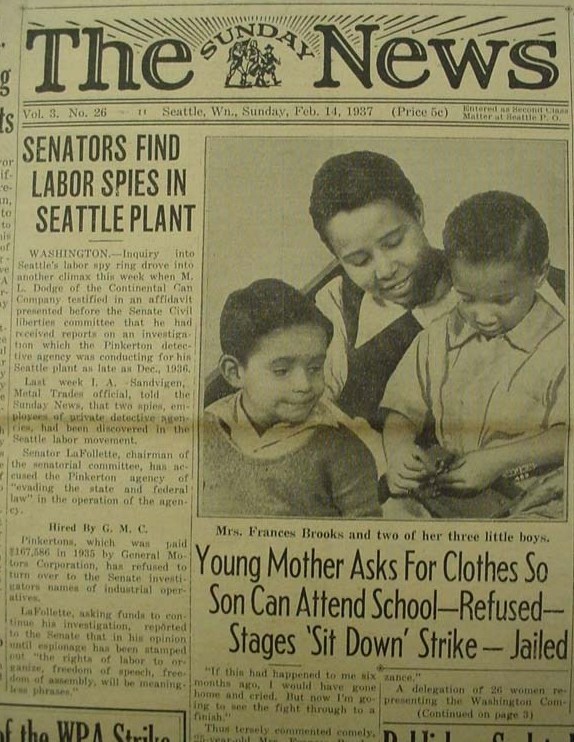 The SUNDAY News
Vol. 3. No. 26
Seattle, Wn., Sunday, Feb. 14, 1937
(Price 5c)
Entered as Second Class
Matter at Seattle P. O.
SENATORS FIND
LABOR SPIES IN
SEATTLE PLANT
WASHINGTON.—Inquiry into
Seattle's labor spy ring drove into
another climax this week when M.
L. Dodge of the Continental Can
Company testified in an affidavit
presented before the Senate Civil
liberties committee that he had
received reports on an investiga-
tion which the Pinkerton detec-
tive agency was conducting for his
Seattle plant as late as Dec., 1936.
Last week I. A. Sandvigen,
Metal Trades official, told the
Sunday News, that two spies, em-
ployees of private detective agen-
cies, had been discovered in the
Seattle labor movement.
Senator LaFollette, chairman of
the senatorial committee, has ac-
cused the Pinkerton agency of
"evading the state and federal
law" in the operation of the agen-
cy.
Hired By G. M. C.
Pinkertons, which was paid
$167,586 in 1935 by General Mo-
tors Corporation, has refused to
turn over to the Senate investi-
gators names of industrial oper-
atives.
LaFollette, asking funds to con-
tinue his investigation, reported
to the Senate that in his opinion
until espionage has been stamped
out "the rights of labor to or-
ganize, freedom of speech, free-
dom of assembly, will be meaning-
less phrases."
of the WPA Strike
Mrs. Frances Brooks and two of her three little boys.
Young Mother Asks For Clothes So
Son Can Attend School—Refused—
Stages 'Sit Down' Strike — Jailed
"If this had happened to me six
months ago, I would have gone
home and cried. But now I'm go-
ing to see the fight through to a
finish."
Thus tersely commented comely,
25-year-old Mrs. Frances
zance."
A delegation of 26 women re-
presenting the Washington Com-
(Continued on page 3)